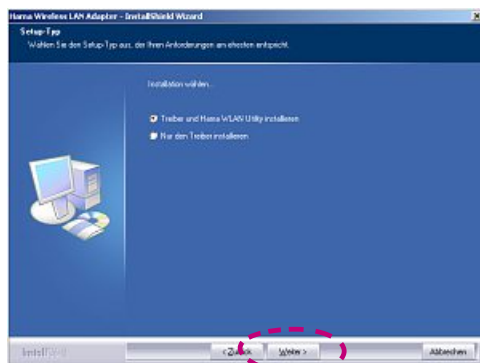 Hama Wireless LAN Adapter - InstallShield Wizard
Setup-Typ
Wählen Sie den Setup-Typ aus, der Ihren Anforderungen am ehesten entspricht.
Installation wählen...
Treiber und Hama WLAN Utility installieren
Nur den Treiber installieren
InstallShield
< Zurück
Weiter >
Abbrechen